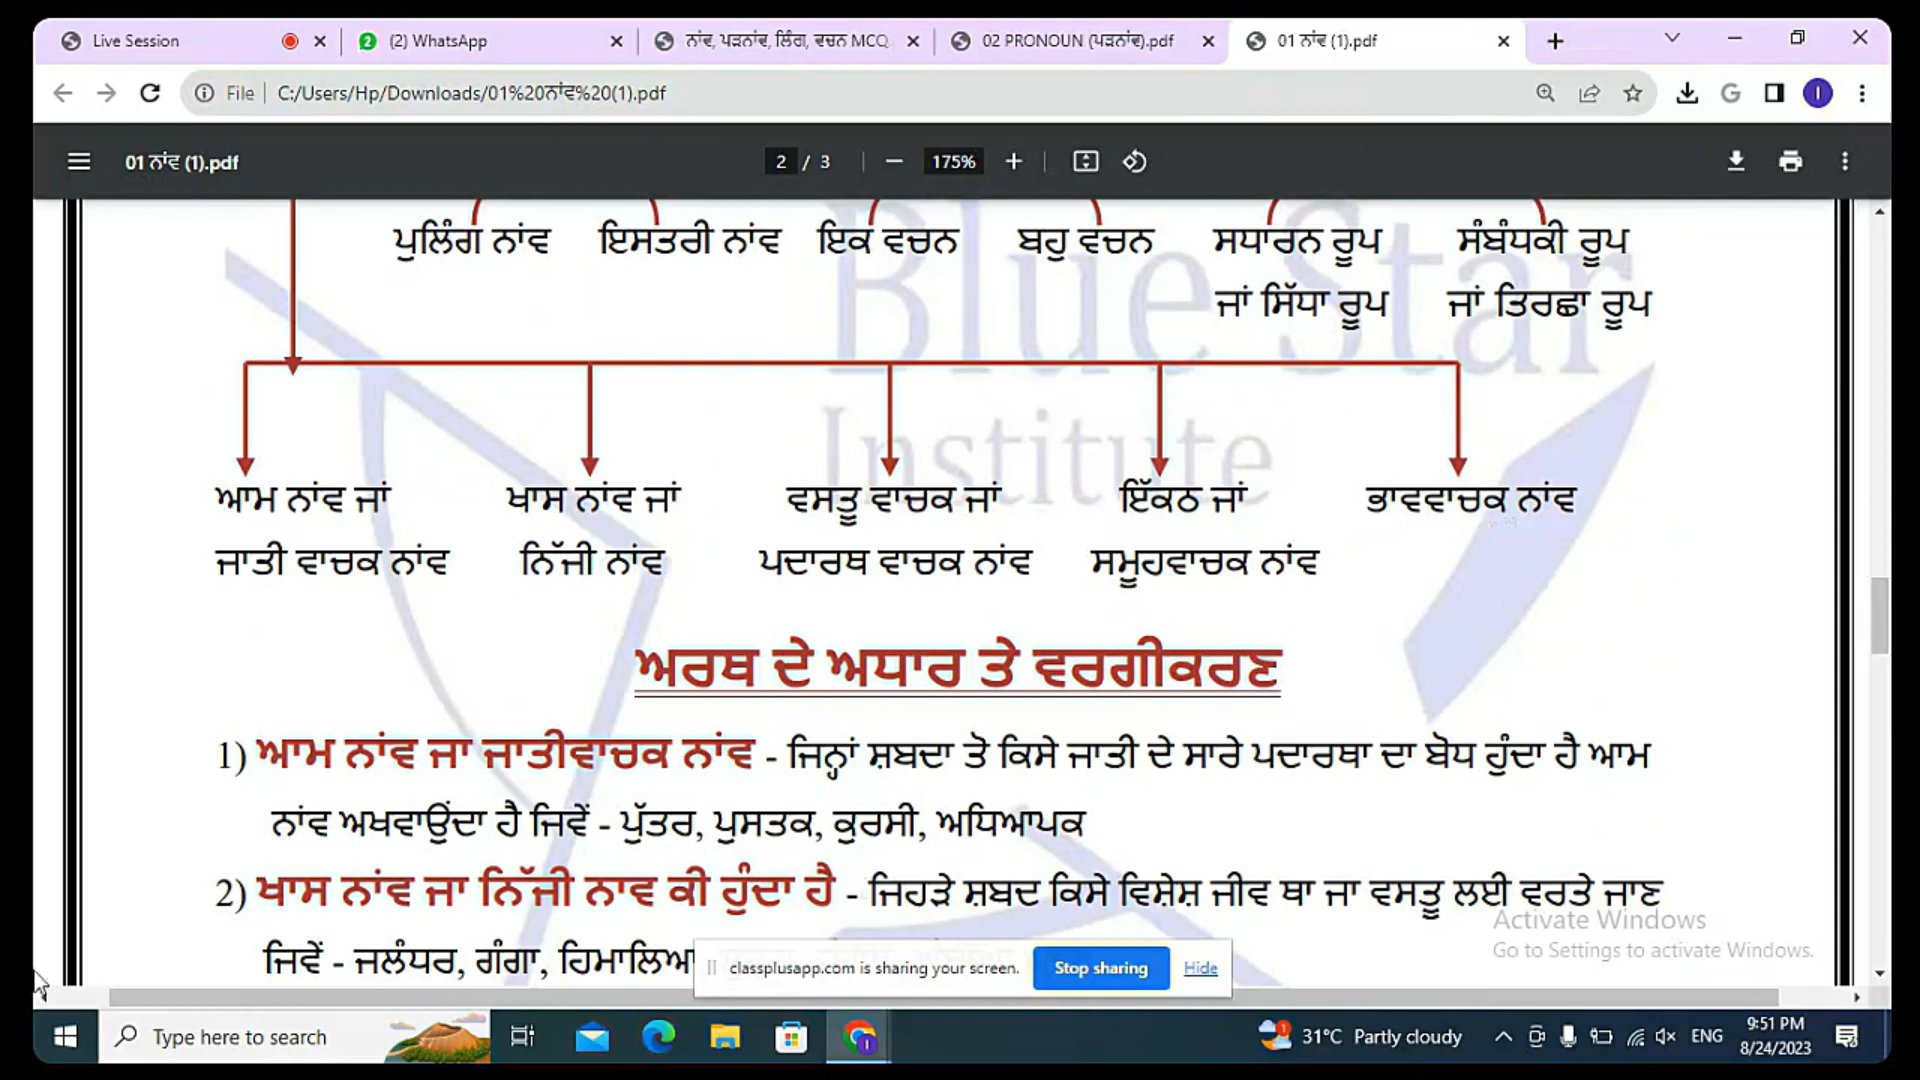 Live Session
(2) WhatsApp
ਨਾਂਵ, ਪੜਨਾਂਵ, ਲਿੰਗ, ਵਚਨ MCQ
02 PRONOUN (ਪੜਨਾਂਵ).pdf
01 ਨਾਂਵ (1).pdf
File
C:/Users/Hp/Downloads/01%20ਨਾਂਵ%20(1).pdf
01 ਨਾਂਵ (1).pdf
2 / 3
175%
ਪੁਲਿੰਗ ਨਾਂਵ ਇਸਤਰੀ ਨਾਂਵ ਇਕ ਵਚਨ ਬਹੁ ਵਚਨ ਸਧਾਰਨ ਰੂਪ ਸੰਬੰਧਕੀ ਰੂਪ
ਜਾਂ ਸਿੱਧਾ ਰੂਪ ਜਾਂ ਤਿਰਛਾ ਰੂਪ
Blue Star
Institute
ਆਮ ਨਾਂਵ ਜਾਂ ਖਾਸ ਨਾਂਵ ਜਾਂ ਵਸਤੂ ਵਾਚਕ ਜਾਂ ਇੱਕਠ ਜਾਂ ਭਾਵਵਾਚਕ ਨਾਂਵ
ਜਾਤੀ ਵਾਚਕ ਨਾਂਵ ਨਿੱਜੀ ਨਾਂਵ ਪਦਾਰਥ ਵਾਚਕ ਨਾਂਵ ਸਮੂਹਵਾਚਕ ਨਾਂਵ
ਅਰਥ ਦੇ ਅਧਾਰ ਤੇ ਵਰਗੀਕਰਣ
1) ਆਮ ਨਾਂਵ ਜਾ ਜਾਤੀਵਾਚਕ ਨਾਂਵ - ਜਿਨ੍ਹਾਂ ਸ਼ਬਦਾ ਤੋ ਕਿਸੇ ਜਾਤੀ ਦੇ ਸਾਰੇ ਪਦਾਰਥਾ ਦਾ ਬੋਧ ਹੁੰਦਾ ਹੈ ਆਮ
ਨਾਂਵ ਅਖਵਾਉਂਦਾ ਹੈ ਜਿਵੇਂ - ਪੁੱਤਰ, ਪੁਸਤਕ, ਕੁਰਸੀ, ਅਧਿਆਪਕ
2) ਖਾਸ ਨਾਂਵ ਜਾ ਨਿੱਜੀ ਨਾਵ ਕੀ ਹੁੰਦਾ ਹੈ - ਜਿਹੜੇ ਸ਼ਬਦ ਕਿਸੇ ਵਿਸ਼ੇਸ਼ ਜੀਵ ਥਾ ਜਾ ਵਸਤੂ ਲਈ ਵਰਤੇ ਜਾਣ
ਜਿਵੇਂ - ਜਲੰਧਰ, ਗੰਗਾ, ਹਿਮਾਲਿਆ
Activate Windows
Go to Settings to activate Windows.
classplusapp.com is sharing your screen.
Stop sharing
Hide
Type here to search
31°C Partly cloudy
ENG
9:51 PM
8/24/2023